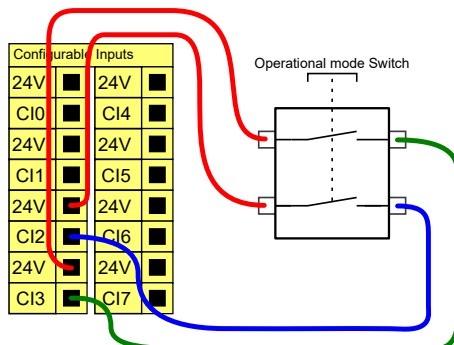 Configurable Inputs
Operational mode Switch
24V 24V
CI0 CI4
24V 24V
CI1 CI5
24V 24V
CI2 CI6
24V 24V
CI3 CI7